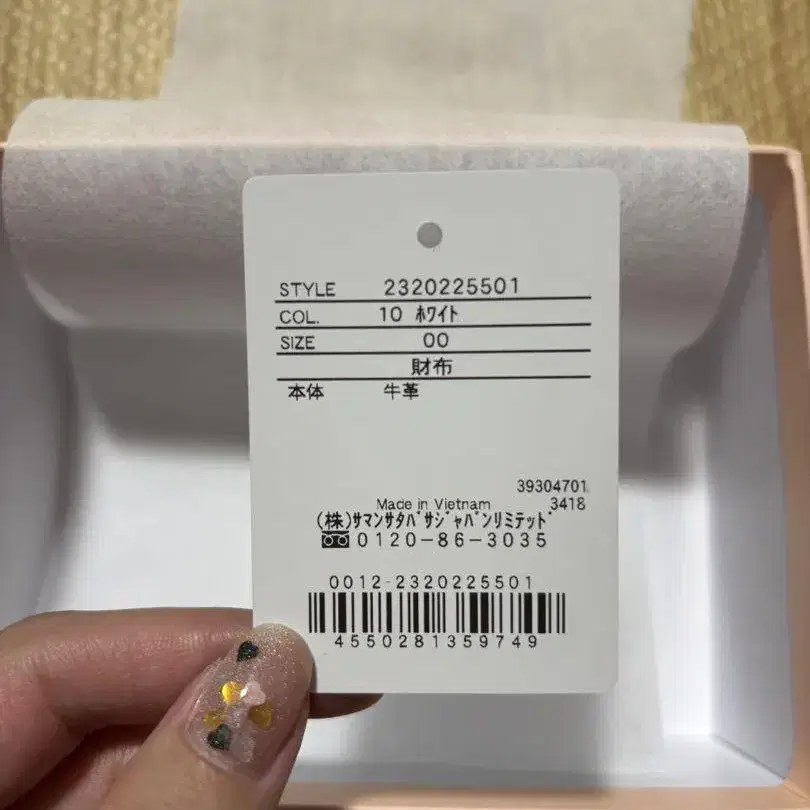 STYLE 2320225501
COL. 10 ﾎﾜｲﾄ
SIZE 00
財布
本体 牛革
39304701
Made in Vietnam 3418
(株)ｻﾏﾝｻﾀﾊﾞｻｼﾞｬﾊﾟﾝﾘﾐﾃｯﾄﾞ
0120-86-3035
0012-2320225501
4550281359749